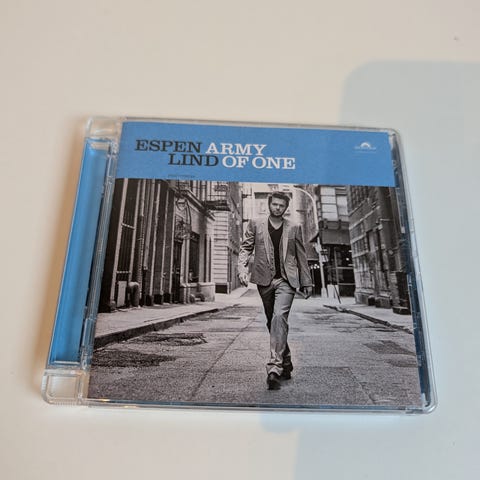 ESPEN ARMY
LIND OF ONE